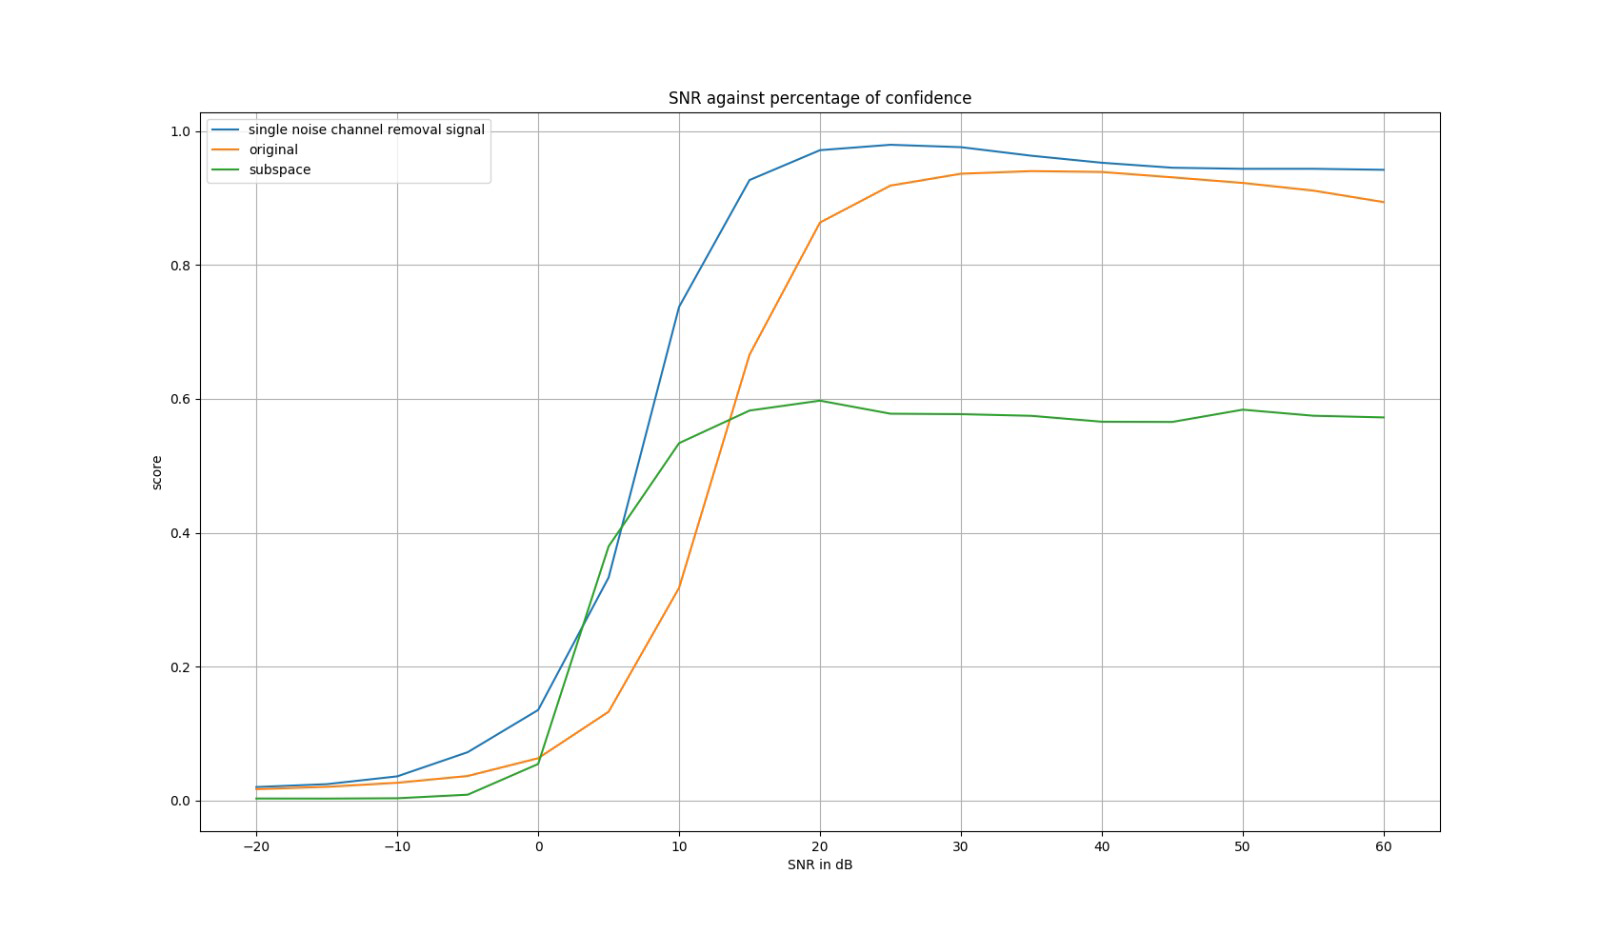 SNR against percentage of confidence
single noise channel removal signal
original
subspace
1.0
0.8
0.6
0.4
0.2
0.0
score
−20 −10 0 10 20 30 40 50 60
SNR in dB